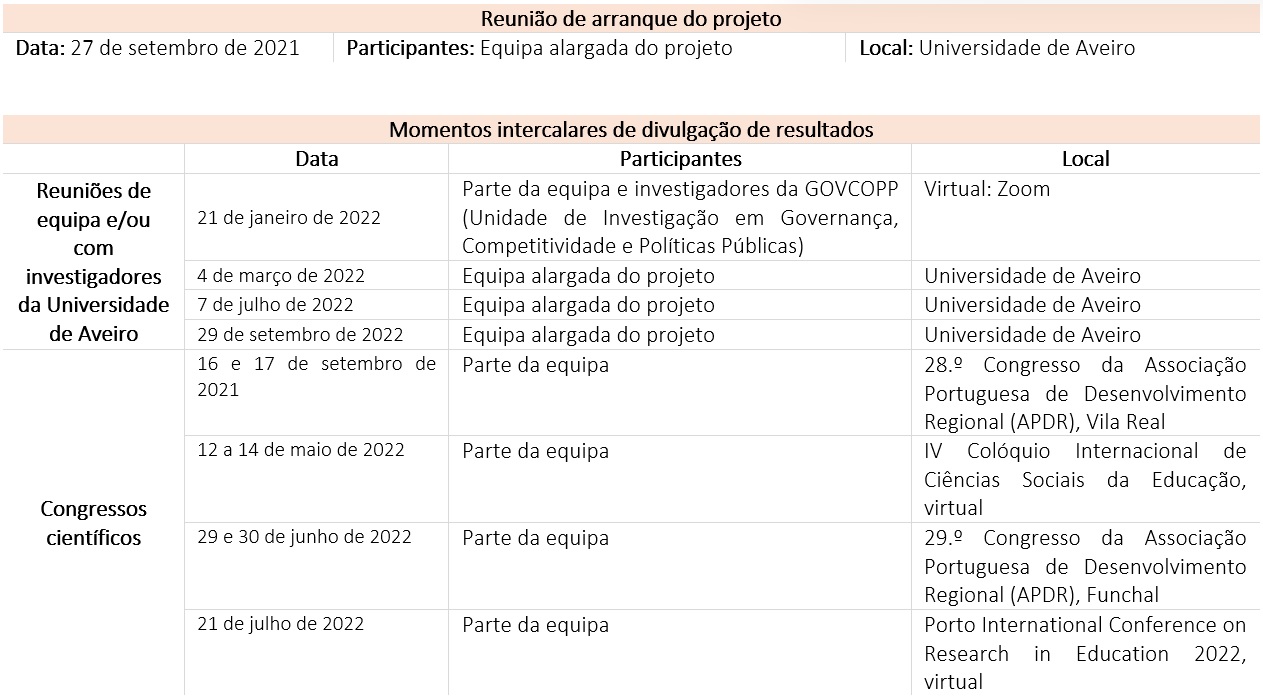 Reunião de arranque do projeto
Data: 27 de setembro de 2021 Participantes: Equipa alargada do projeto Local: Universidade de Aveiro
Momentos intercalares de divulgação de resultados
Data Participantes Local
Reuniões de
equipa e/ou
com
investigadores
da Universidade
de Aveiro
21 de janeiro de 2022
Parte da equipa e investigadores da GOVCOPP
(Unidade de Investigação em Governança,
Competitividade e Políticas Públicas)
Virtual: Zoom
4 de março de 2022 Equipa alargada do projeto Universidade de Aveiro
7 de julho de 2022 Equipa alargada do projeto Universidade de Aveiro
29 de setembro de 2022 Equipa alargada do projeto Universidade de Aveiro
Congressos
científicos
16 e 17 de setembro de
2021
Parte da equipa
28.º Congresso da Associação
Portuguesa de Desenvolvimento
Regional (APDR), Vila Real
12 a 14 de maio de 2022
Parte da equipa
IV Colóquio Internacional de
Ciências Sociais da Educação,
virtual
29 e 30 de junho de 2022
Parte da equipa
29.º Congresso da Associação
Portuguesa de Desenvolvimento
Regional (APDR), Funchal
21 de julho de 2022
Parte da equipa
Porto International Conference on
Research in Education 2022,
virtual